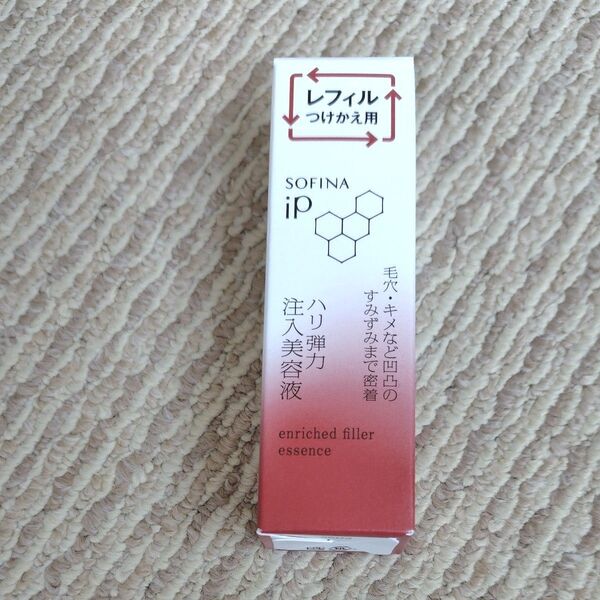 レフィル
つけかえ用
SOFINA
iP
毛穴・キメなど凹凸の
すみずみまで密着
ハリ弾力
注入美容液
enriched filler
essence